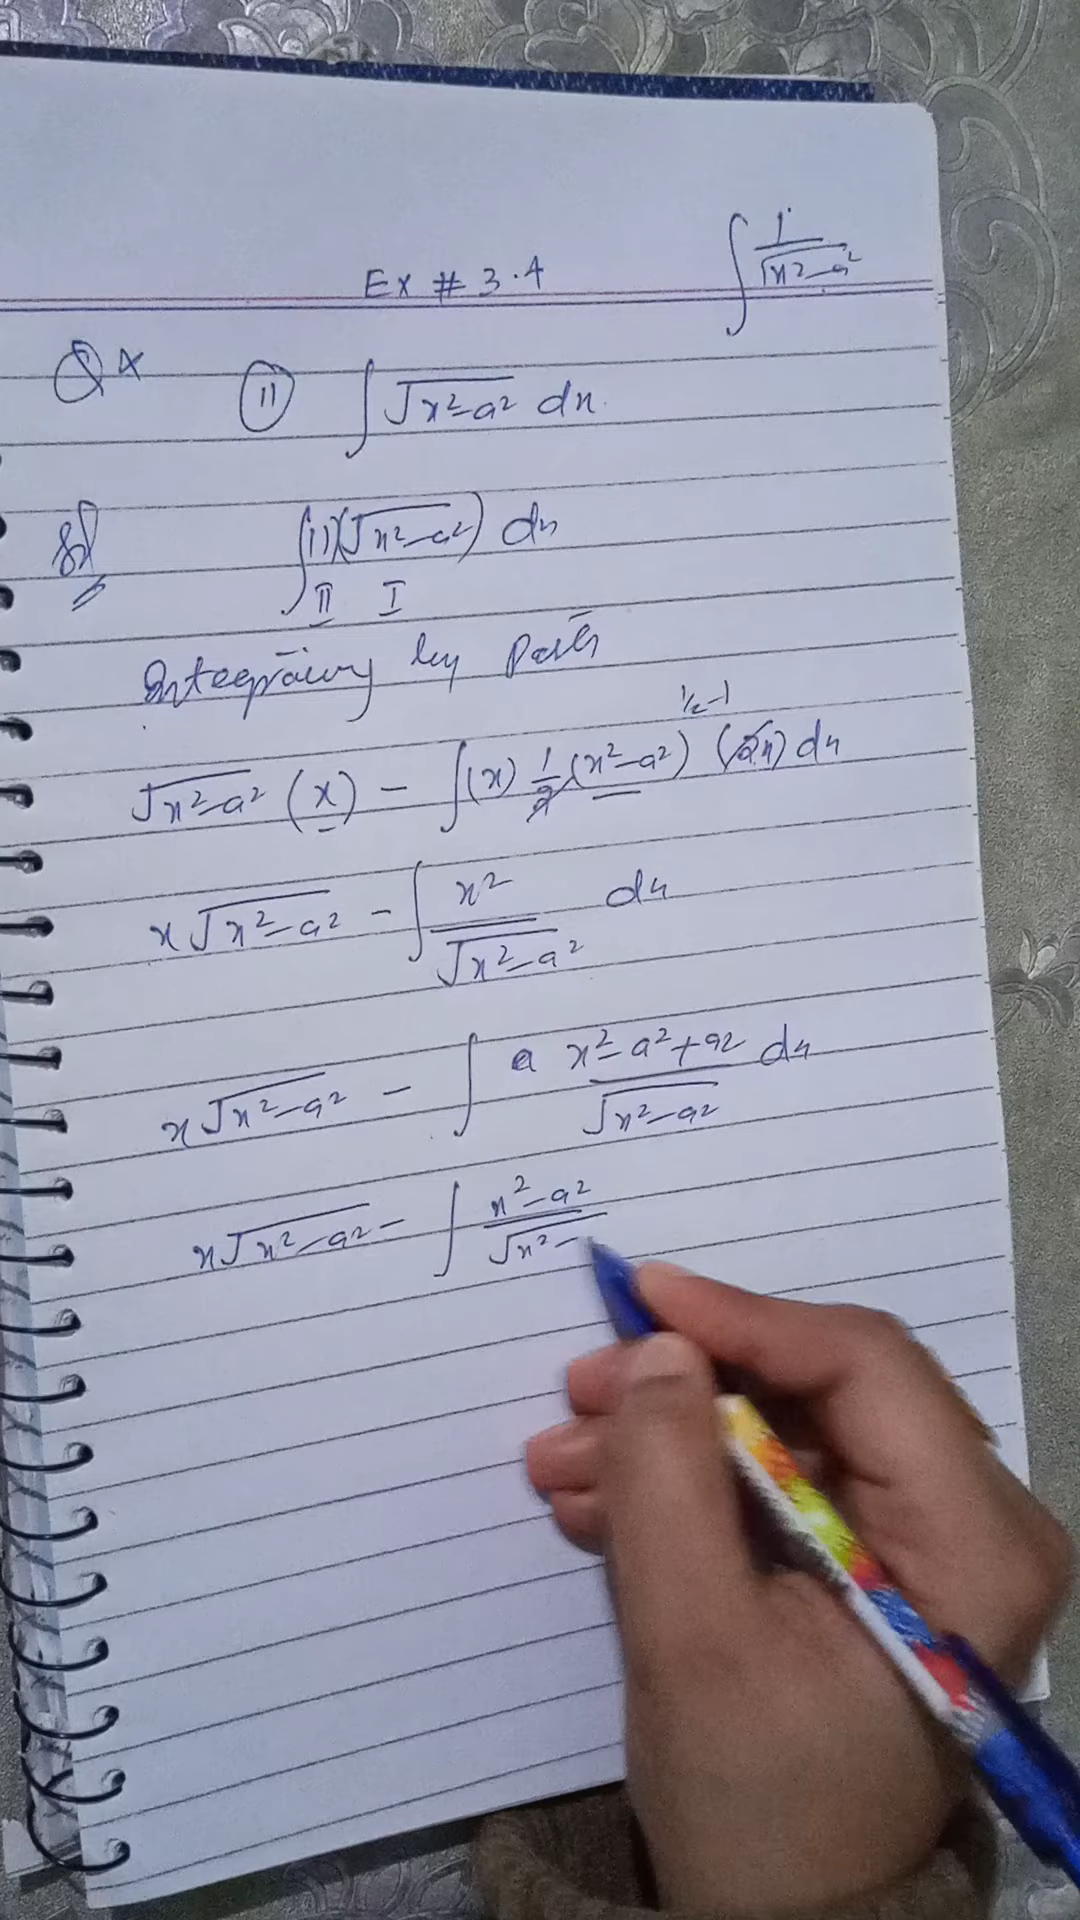 ∫ 1/√x²-a²
Ex # 3.4
Q4 (ii) ∫ √x²-a² dx.
Sol ∫(1)(√x²-a²) dx
II I
Integrating by Parts
√x²-a² (x) - ∫(x) 1/2 (x²-a²)^(1/2-1) (2x) dx
x√x²-a² - ∫ x²/√x²-a² dx
x√x²-a² - ∫ x²-a²+a2/√x²-a² dx
x√x²-a² - ∫ x²-a²/√x²-